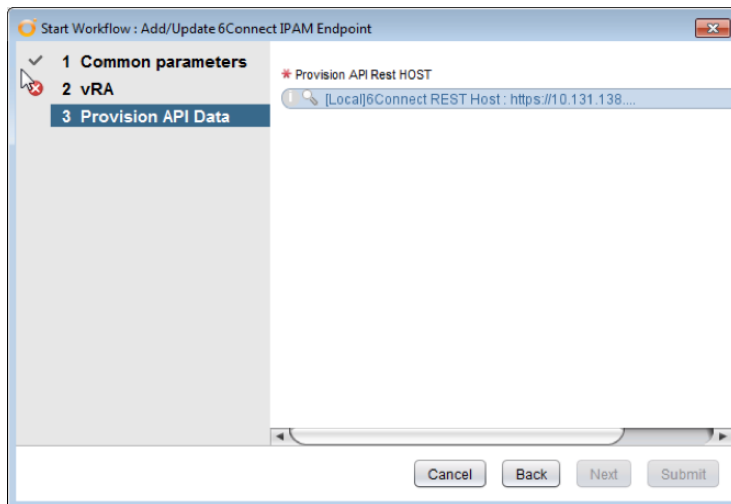 Start Workflow : Add/Update 6Connect IPAM Endpoint
1 Common parameters
2 vRA
3 Provision API Data
* Provision API Rest HOST
[Local]6Connect REST Host : https://10.131.138....
Cancel
Back
Next
Submit